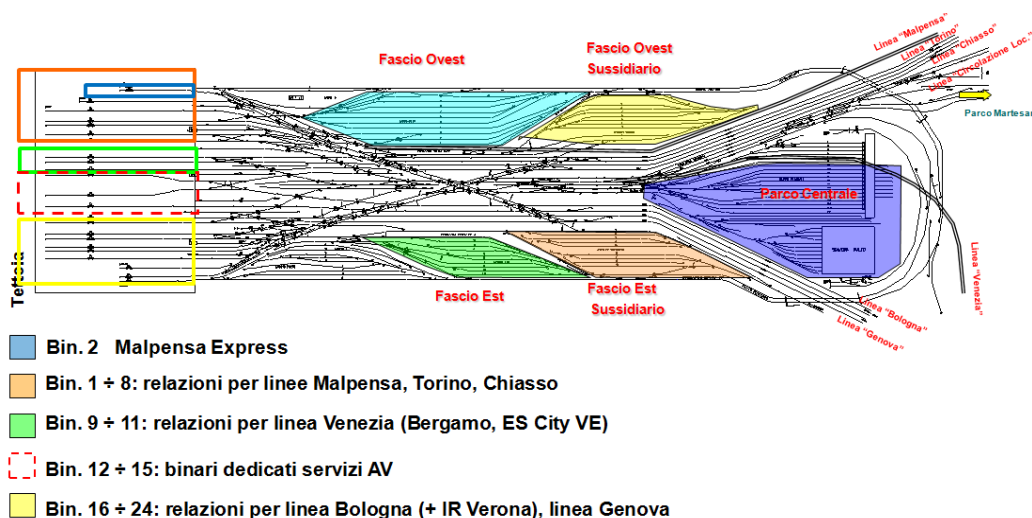 Fascio Ovest
Fascio Ovest
Sussidiario
Linea "Malpensa"
Linea "Torino"
Linea "Chiasso"
Linea "Circolazione Loc."
Parco Martesana
Parco Centrale
Tettoia
Fascio Est
Fascio Est
Sussidiario
Linea "Bologna"
Linea "Genova"
Linea "Venezia"
Bin. 2 Malpensa Express
Bin. 1 ÷ 8: relazioni per linee Malpensa, Torino, Chiasso
Bin. 9 ÷ 11: relazioni per linea Venezia (Bergamo, ES City VE)
Bin. 12 ÷ 15: binari dedicati servizi AV
Bin. 16 ÷ 24: relazioni per linea Bologna (+ IR Verona), linea Genova